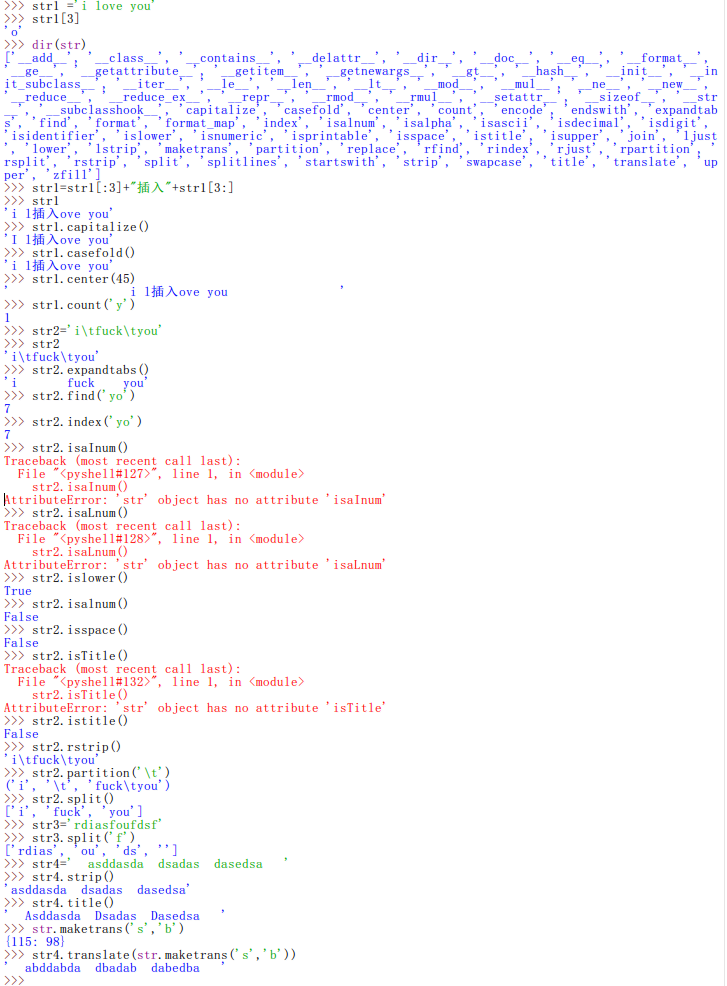 >>> str1 ='i love you'
>>> str1[3]
'o'
>>> dir(str)
['__add__', '__class__', '__contains__', '__delattr__', '__dir__', '__doc__', '__eq__', '__format__',
'__ge__', '__getattribute__', '__getitem__', '__getnewargs__', '__gt__', '__hash__', '__init__', '__in
it_subclass__', '__iter__', '__le__', '__len__', '__lt__', '__mod__', '__mul__', '__ne__', '__new__',
'__reduce__', '__reduce_ex__', '__repr__', '__rmod__', '__rmul__', '__setattr__', '__sizeof__', '__str
__', '__subclasshook__', 'capitalize', 'casefold', 'center', 'count', 'encode', 'endswith', 'expandtab
s', 'find', 'format', 'format_map', 'index', 'isalnum', 'isalpha', 'isascii', 'isdecimal', 'isdigit',
'isidentifier', 'islower', 'isnumeric', 'isprintable', 'isspace', 'istitle', 'isupper', 'join', 'ljust
', 'lower', 'lstrip', 'maketrans', 'partition', 'replace', 'rfind', 'rindex', 'rjust', 'rpartition', '
rsplit', 'rstrip', 'split', 'splitlines', 'startswith', 'strip', 'swapcase', 'title', 'translate', 'up
per', 'zfill']
>>> str1=str1[:3]+"插入"+str1[3:]
>>> str1
'i l插入ove you'
>>> str1.capitalize()
'I l插入ove you'
>>> str1.casefold()
'i l插入ove you'
>>> str1.center(45)
'                i l插入ove you                 '
>>> str1.count('y')
1
>>> str2='i\tfuck\tyou'
>>> str2
'i\tfuck\tyou'
>>> str2.expandtabs()
'i       fuck    you'
>>> str2.find('yo')
7
>>> str2.index('yo')
7
>>> str2.isaInum()
Traceback (most recent call last):
  File "<pyshell#127>", line 1, in <module>
    str2.isaInum()
AttributeError: 'str' object has no attribute 'isaInum'
>>> str2.isaLnum()
Traceback (most recent call last):
  File "<pyshell#128>", line 1, in <module>
    str2.isaLnum()
AttributeError: 'str' object has no attribute 'isaLnum'
>>> str2.islower()
True
>>> str2.isalnum()
False
>>> str2.isspace()
False
>>> str2.isTitle()
Traceback (most recent call last):
  File "<pyshell#132>", line 1, in <module>
    str2.isTitle()
AttributeError: 'str' object has no attribute 'isTitle'
>>> str2.istitle()
False
>>> str2.rstrip()
'i\tfuck\tyou'
>>> str2.partition('\t')
('i', '\t', 'fuck\tyou')
>>> str2.split()
['i', 'fuck', 'you']
>>> str3='rdiasfoufdsf'
>>> str3.split('f')
['rdias', 'ou', 'ds', '']
>>> str4='  asddasda  dsadas  dasedsa   '
>>> str4.strip()
'asddasda  dsadas  dasedsa'
>>> str4.title()
'  Asddasda  Dsadas  Dasedsa   '
>>> str.maketrans('s','b')
{115: 98}
>>> str4.translate(str.maketrans('s','b'))
'  abddabda  dbadab  dabedba   '
>>>